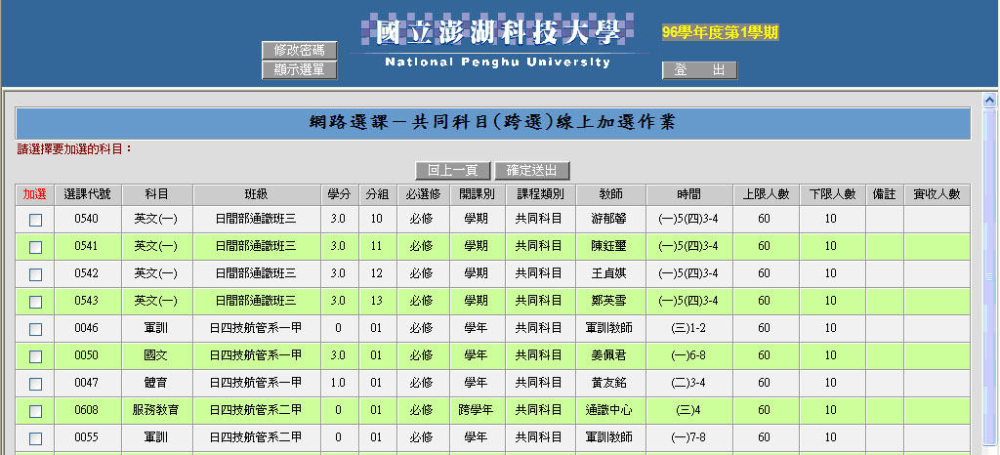 國立澎湖科技大學
National Penghu University
96學年度第1學期
修改密碼
顯示選單
登 出
網路選課－共同科目(跨選)線上加選作業
請選擇要加選的科目：
回上一頁 確定送出
加選 選課代號 科目 班級 學分 分組 必選修 開課別 課程類別 教師 時間 上限人數 下限人數 備註 實收人數
0540 英文(一) 日間部通識班三 3.0 10 必修 學期 共同科目 游郁馨 (一)5(四)3-4 60 10
0541 英文(一) 日間部通識班三 3.0 11 必修 學期 共同科目 陳鈺璽 (一)5(四)3-4 60 10
0542 英文(一) 日間部通識班三 3.0 12 必修 學期 共同科目 王貞媖 (一)5(四)3-4 60 10
0543 英文(一) 日間部通識班三 3.0 13 必修 學期 共同科目 鄭英雪 (一)5(四)3-4 60 10
0046 軍訓 日四技航管系一甲 0 01 必修 學年 共同科目 軍訓教師 (三)1-2 60 10
0050 國文 日四技航管系一甲 3.0 01 必修 學年 共同科目 姜佩君 (一)6-8 60 10
0047 體育 日四技航管系一甲 1.0 01 必修 學年 共同科目 黃友銘 (二)3-4 60 10
0608 服務教育 日四技航管系二甲 0 01 必修 跨學年 共同科目 通識中心 (三)4 60 10
0055 軍訓 日四技航管系二甲 0 01 必修 學年 共同科目 軍訓教師 (一)7-8 60 10